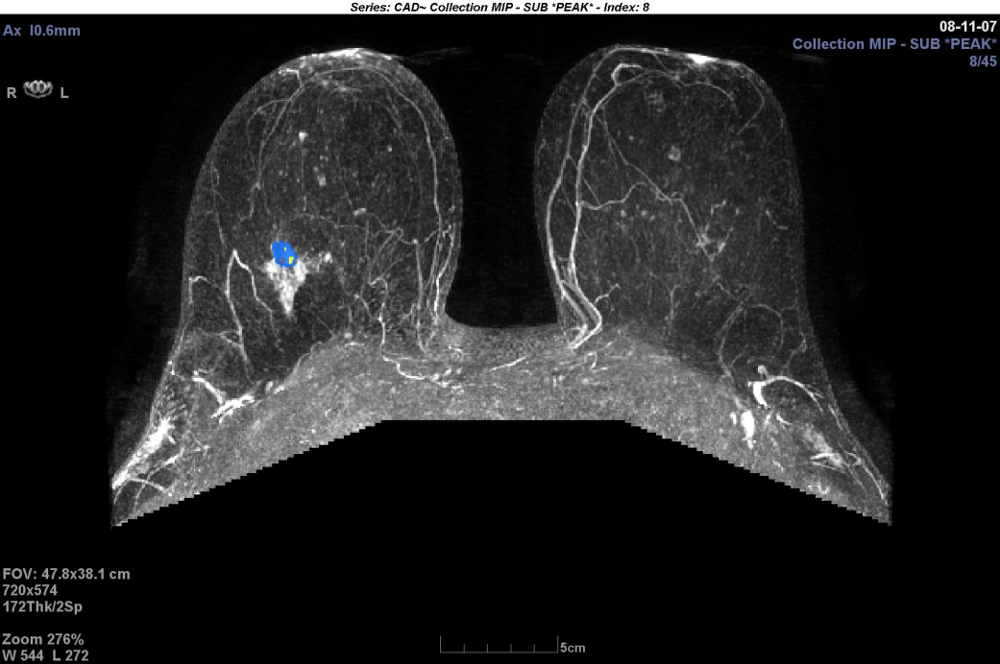 Series: CAD~ Collection MIP - SUB *PEAK* - Index: 8
Ax I0.6mm
08-11-07
Collection MIP - SUB *PEAK*
8/45
R L
FOV: 47.8x38.1 cm
720x574
172Thk/2Sp
Zoom 276%
W 544 L 272
5cm